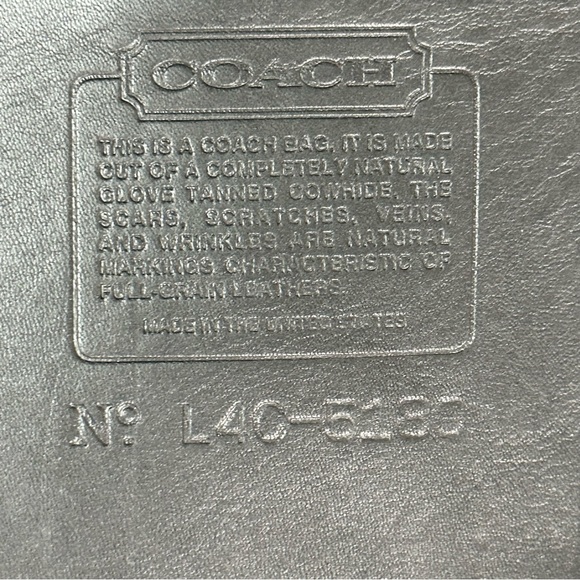 COACH
THIS IS A COACH BAG. IT IS MADE
OUT OF A COMPLETELY NATURAL
GLOVE TANNED COWHIDE, THE
SCARS, SCRATCHES, VEINS,
AND WRINKLES ARE NATURAL
MARKINGS CHARACTERISTIC OF
FULL-GRAIN LEATHERS.
MADE IN THE UNITED STATES
Nº